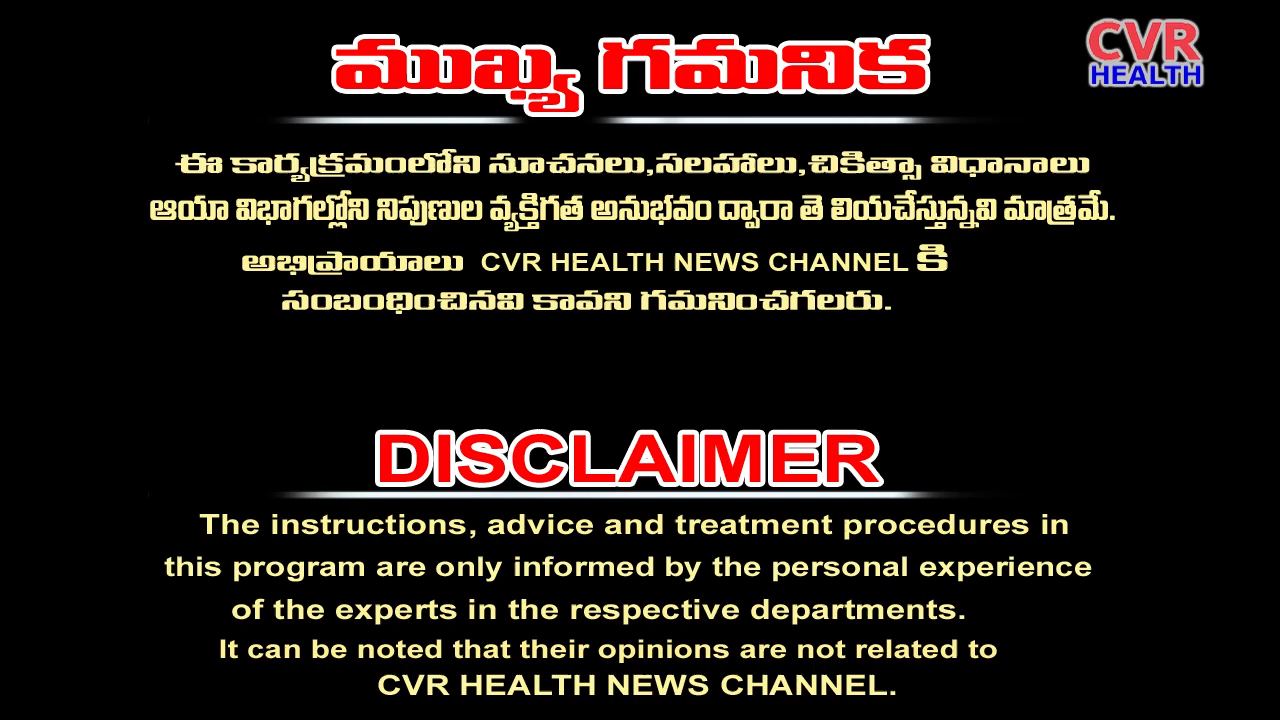 ముఖ్య గమనిక
CVR
HEALTH
ఈ కార్యక్రమంలోని సూచనలు,సలహాలు,చికిత్సా విధానాలు
ఆయా విభాగల్లోని నిపుణుల వ్యక్తిగత అనుభవం ద్వారా తె లియచేస్తున్నవి మాత్రమే.
అభిప్రాయాలు CVR HEALTH NEWS CHANNEL కి
సంబంధించినవి కావని గమనించగలరు.
DISCLAIMER
The instructions, advice and treatment procedures in
this program are only informed by the personal experience
of the experts in the respective departments.
It can be noted that their opinions are not related to
CVR HEALTH NEWS CHANNEL.